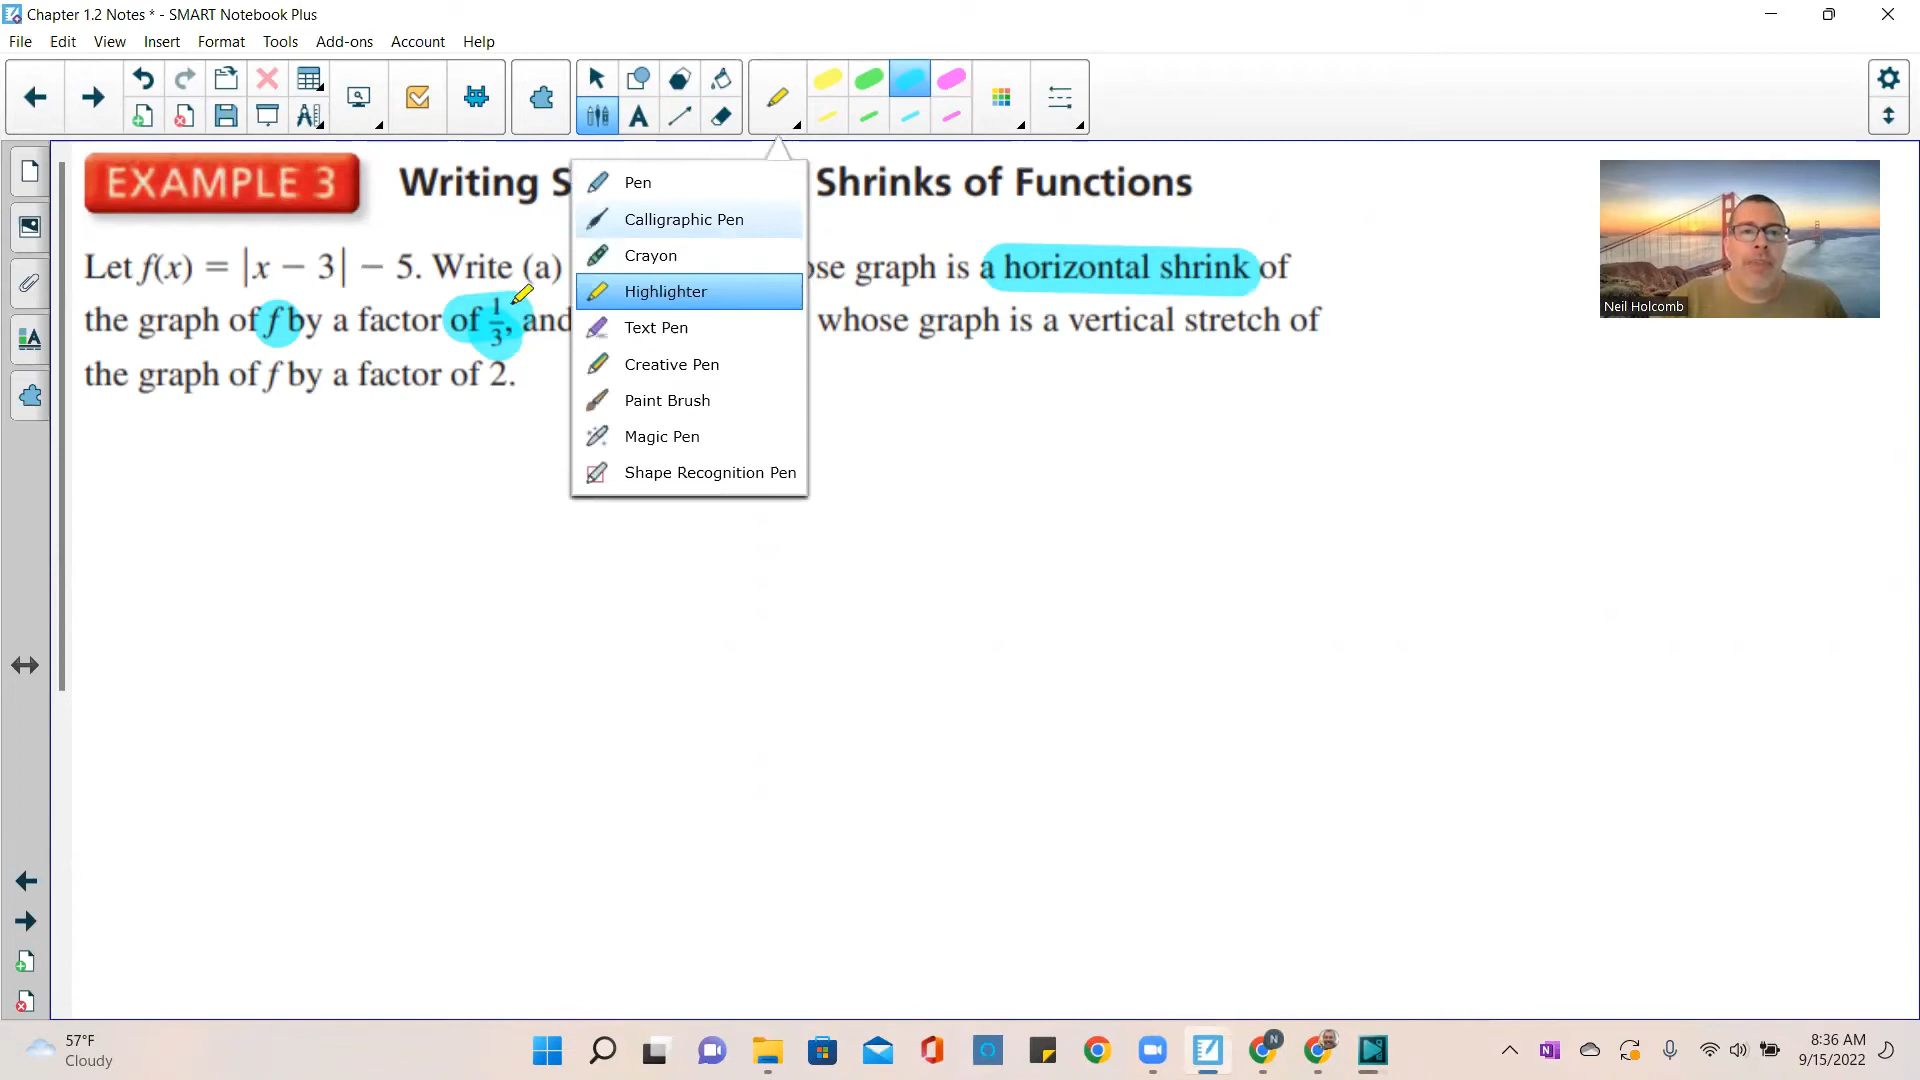 Chapter 1.2 Notes * - SMART Notebook Plus
File Edit View Insert Format Tools Add-ons Account Help
EXAMPLE 3 Writing S Shrinks of Functions
Let f(x) = |x − 3| − 5. Write (a) ose graph is a horizontal shrink of
the graph of f by a factor of 1/3, and whose graph is a vertical stretch of
the graph of f by a factor of 2.
Pen
Calligraphic Pen
Crayon
Highlighter
Text Pen
Creative Pen
Paint Brush
Magic Pen
Shape Recognition Pen
Neil Holcomb
57°F
Cloudy
8:36 AM
9/15/2022